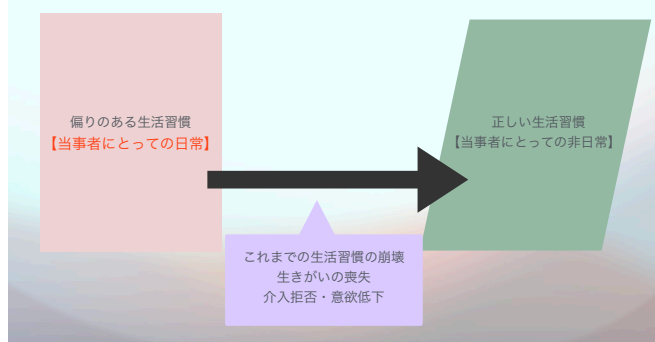 偏りのある生活習慣
【当事者にとっての日常】
正しい生活習慣
【当事者にとっての非日常】
これまでの生活習慣の崩壊
生きがいの喪失
介入拒否・意欲低下